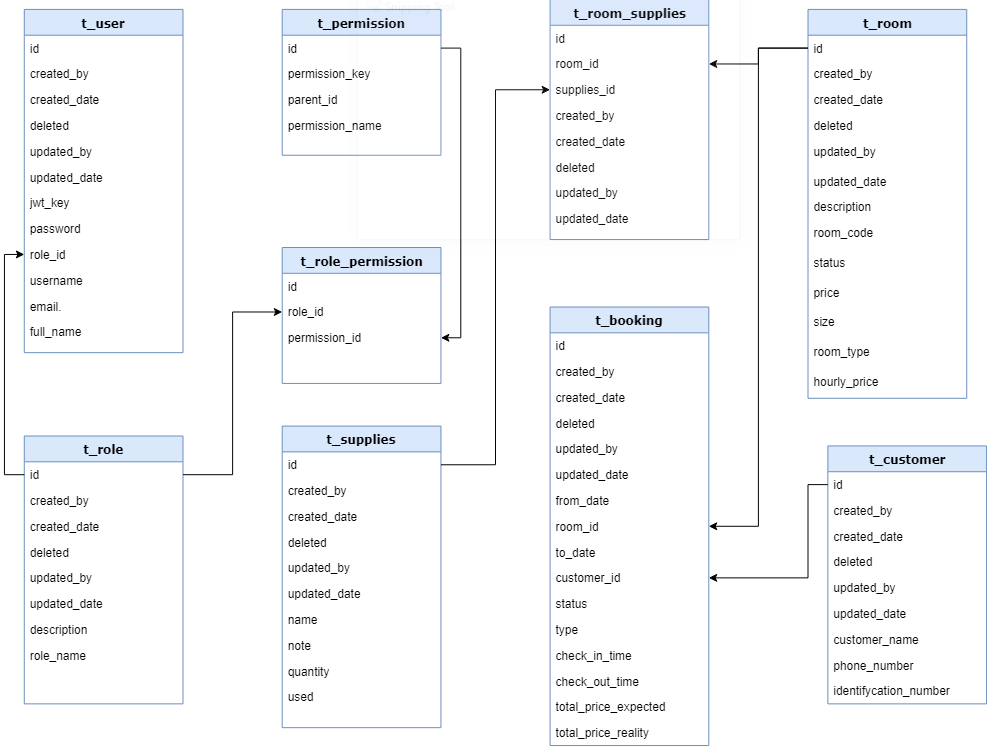 t_user
id
created_by
created_date
deleted
updated_by
updated_date
jwt_key
password
role_id
username
email.
full_name
t_permission
id
permission_key
parent_id
permission_name
t_room_supplies
id
room_id
supplies_id
created_by
created_date
deleted
updated_by
updated_date
t_room
id
created_by
created_date
deleted
updated_by
updated_date
description
room_code
status
price
size
room_type
hourly_price
t_role_permission
id
role_id
permission_id
t_role
id
created_by
created_date
deleted
updated_by
updated_date
description
role_name
t_supplies
id
created_by
created_date
deleted
updated_by
updated_date
name
note
quantity
used
t_booking
id
created_by
created_date
deleted
updated_by
updated_date
from_date
room_id
to_date
customer_id
status
type
check_in_time
check_out_time
total_price_expected
total_price_reality
t_customer
id
created_by
created_date
deleted
updated_by
updated_date
customer_name
phone_number
identifycation_number